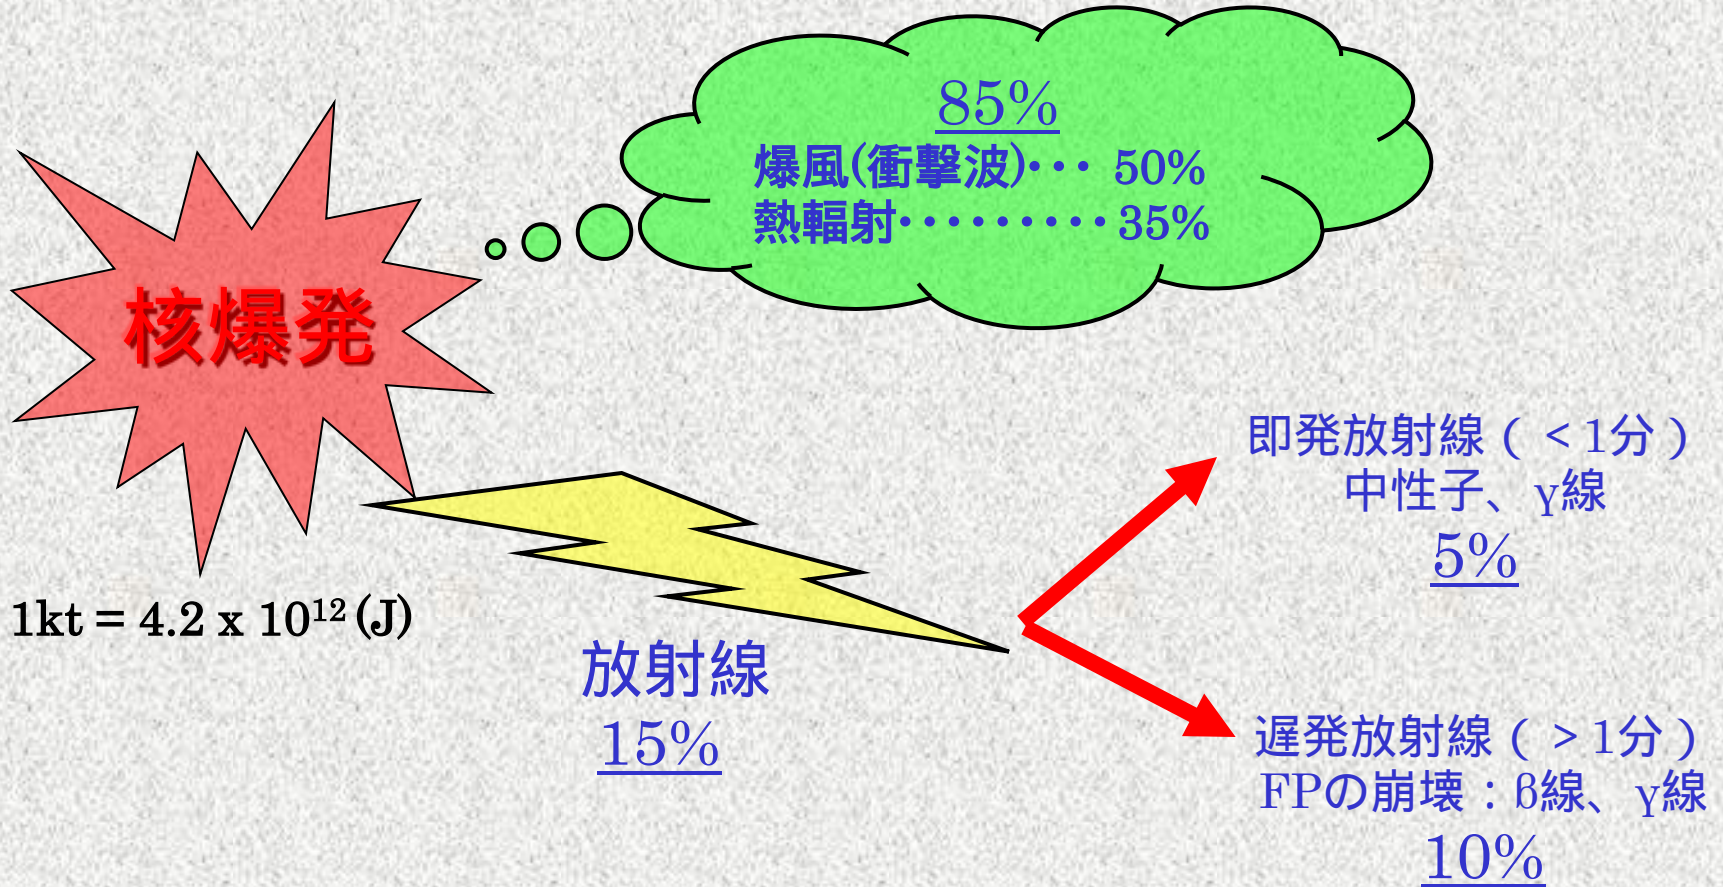 85%
爆風(衝撃波)・・・ 50%
熱輻射・・・・・・・・・35%
核爆発
即発放射線（ < 1分）
中性子、γ線
5%
1kt = 4.2 x 10¹² (J)
放射線
15%
遅発放射線（ > 1分）
FPの崩壊：β線、γ線
10%